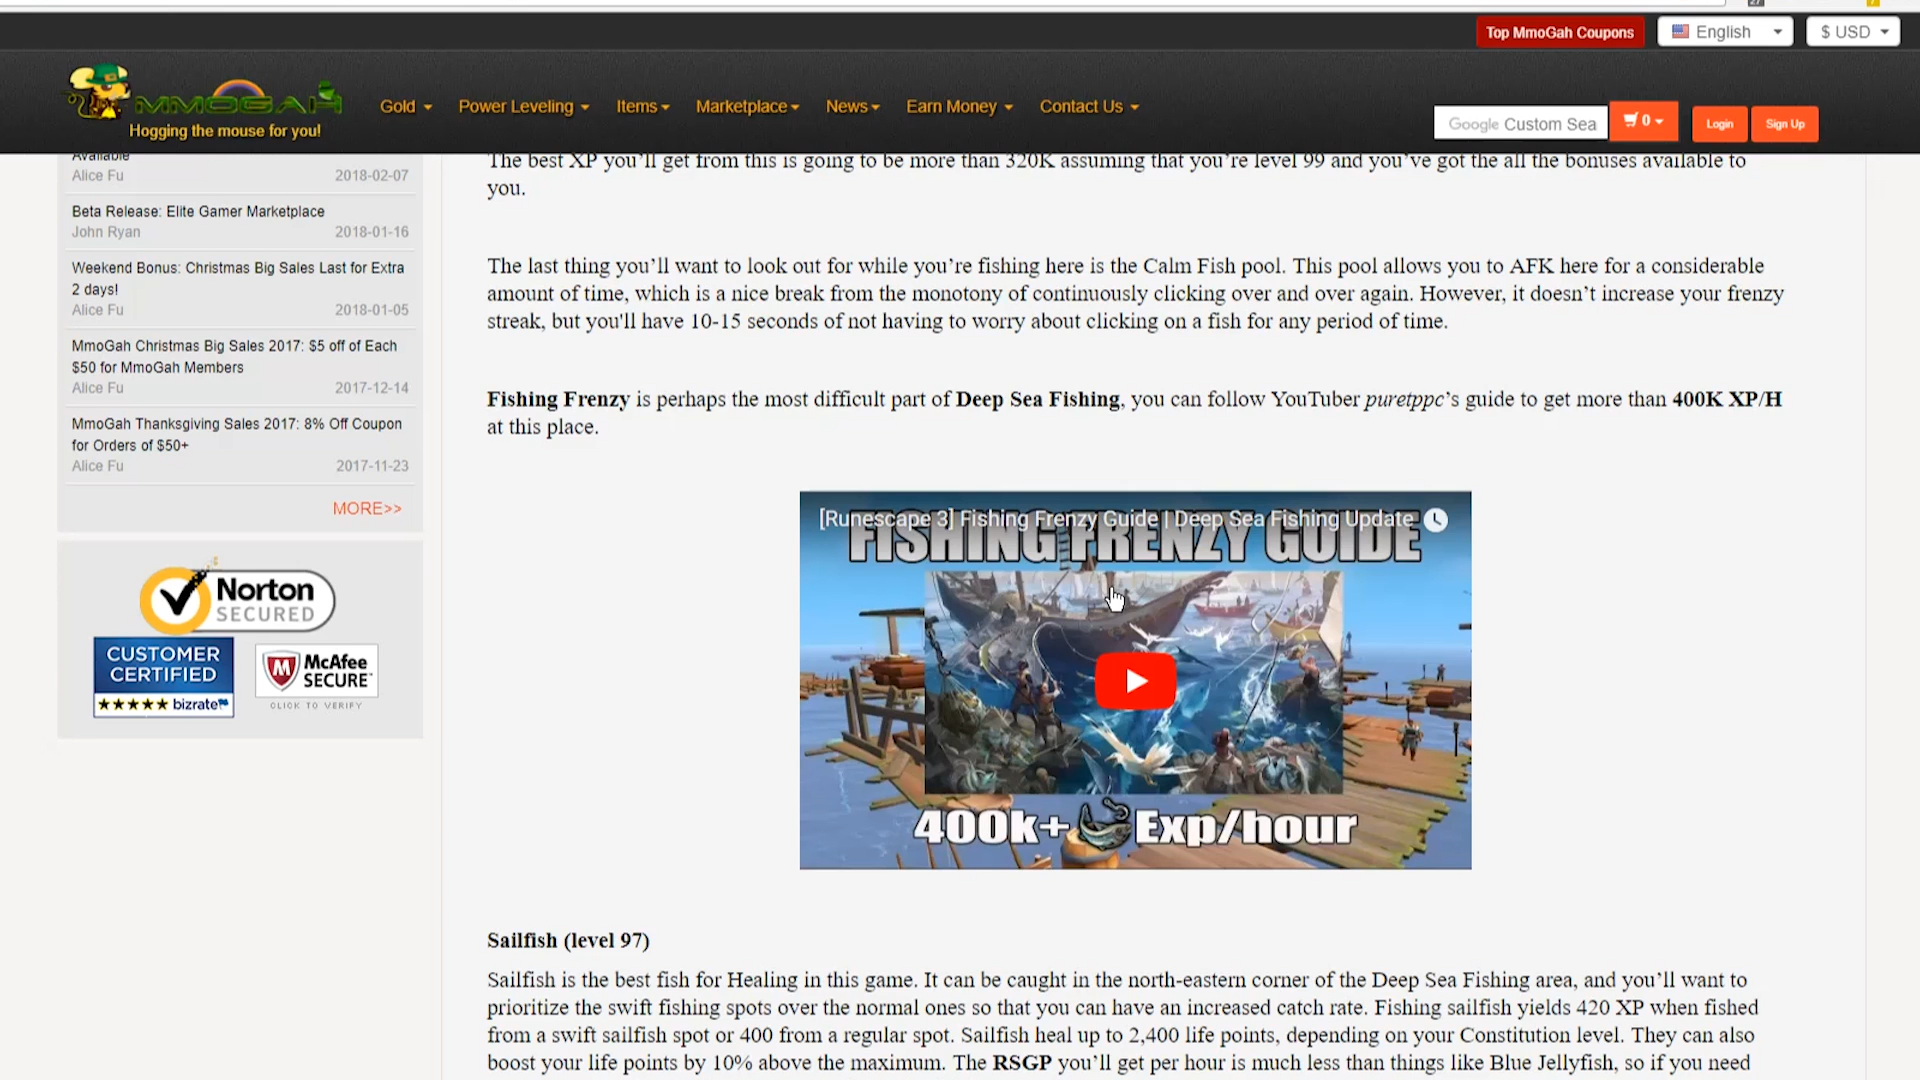 27
7
Top MmoGah Coupons
English
$ USD
MMOGAH
Hogging the mouse for you!
Gold
Power Leveling
Items
Marketplace
News
Earn Money
Contact Us
Google Custom Sea
0
Login
Sign Up
Available
Alice Fu 2018-02-07
Beta Release: Elite Gamer Marketplace
John Ryan 2018-01-16
Weekend Bonus: Christmas Big Sales Last for Extra
2 days!
Alice Fu 2018-01-05
MmoGah Christmas Big Sales 2017: $5 off of Each
$50 for MmoGah Members
Alice Fu 2017-12-14
MmoGah Thanksgiving Sales 2017: 8% Off Coupon
for Orders of $50+
Alice Fu 2017-11-23
MORE>>
Norton
SECURED
CUSTOMER
CERTIFIED
bizrate
McAfee
SECURE™
CLICK TO VERIFY
The best XP you’ll get from this is going to be more than 320K assuming that you’re level 99 and you’ve got the all the bonuses available to
you.
The last thing you’ll want to look out for while you’re fishing here is the Calm Fish pool. This pool allows you to AFK here for a considerable
amount of time, which is a nice break from the monotony of continuously clicking over and over again. However, it doesn’t increase your frenzy
streak, but you'll have 10-15 seconds of not having to worry about clicking on a fish for any period of time.
Fishing Frenzy is perhaps the most difficult part of Deep Sea Fishing, you can follow YouTuber puretppc’s guide to get more than 400K XP/H
at this place.
[Runescape 3] Fishing Frenzy Guide | Deep Sea Fishing Update
FISHING FRENZY GUIDE
400k+ Exp/hour
Sailfish (level 97)
Sailfish is the best fish for Healing in this game. It can be caught in the north-eastern corner of the Deep Sea Fishing area, and you’ll want to
prioritize the swift fishing spots over the normal ones so that you can have an increased catch rate. Fishing sailfish yields 420 XP when fished
from a swift sailfish spot or 400 from a regular spot. Sailfish heal up to 2,400 life points, depending on your Constitution level. They can also
boost your life points by 10% above the maximum. The RSGP you’ll get per hour is much less than things like Blue Jellyfish, so if you need